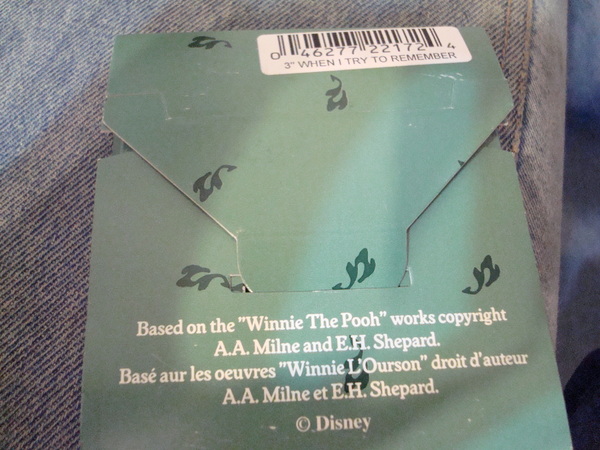 0 46277 22172 4
3" WHEN I TRY TO REMEMBER
Based on the "Winnie The Pooh" works copyright
A.A. Milne and E.H. Shepard.
Basé aur les oeuvres "Winnie L'Ourson" droit d'auteur
A.A. Milne et E.H. Shepard.
© Disney